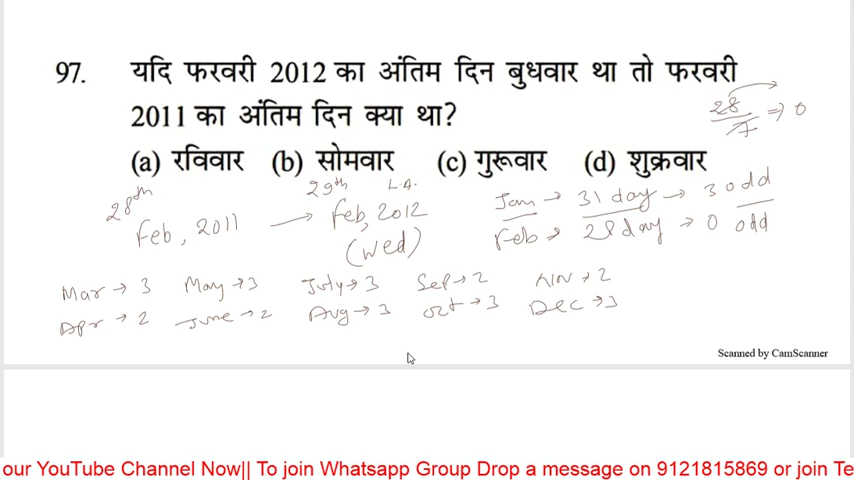 97. यदि फरवरी 2012 का अंतिम दिन बुधवार था तो फरवरी
2011 का अंतिम दिन क्या था?
28/7 ⇒ 0
(a) रविवार (b) सोमवार (c) गुरूवार (d) शुक्रवार
28th Feb, 2011 → 29th L.A. Feb, 2012
(Wed)
Jan → 31 day → 3 odd
Feb → 28 day → 0 odd
Mar → 3 May → 3 July → 3 Sep → 2 NN → 2
Apr → 2 June → 2 Aug → 3 Oct → 3 Dec → 3
Scanned by CamScanner
our YouTube Channel Now|| To join Whatsapp Group Drop a message on 9121815869 or join Te